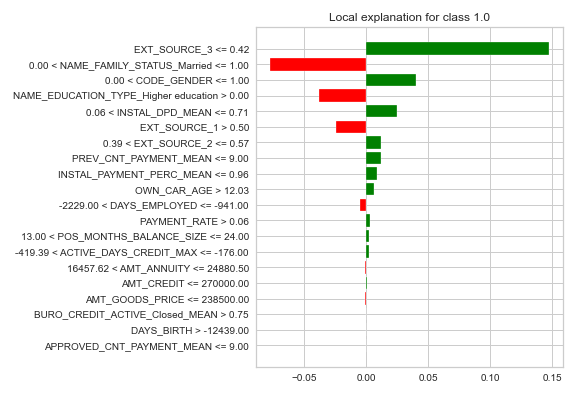 Local explanation for class 1.0
EXT_SOURCE_3 <= 0.42
0.00 < NAME_FAMILY_STATUS_Married <= 1.00
0.00 < CODE_GENDER <= 1.00
NAME_EDUCATION_TYPE_Higher education > 0.00
0.06 < INSTAL_DPD_MEAN <= 0.71
EXT_SOURCE_1 > 0.50
0.39 < EXT_SOURCE_2 <= 0.57
PREV_CNT_PAYMENT_MEAN <= 9.00
INSTAL_PAYMENT_PERC_MEAN <= 0.96
OWN_CAR_AGE > 12.03
-2229.00 < DAYS_EMPLOYED <= -941.00
PAYMENT_RATE > 0.06
13.00 < POS_MONTHS_BALANCE_SIZE <= 24.00
-419.39 < ACTIVE_DAYS_CREDIT_MAX <= -176.00
16457.62 < AMT_ANNUITY <= 24880.50
AMT_CREDIT <= 270000.00
AMT_GOODS_PRICE <= 238500.00
BURO_CREDIT_ACTIVE_Closed_MEAN > 0.75
DAYS_BIRTH > -12439.00
APPROVED_CNT_PAYMENT_MEAN <= 9.00
−0.05 0.00 0.05 0.10 0.15